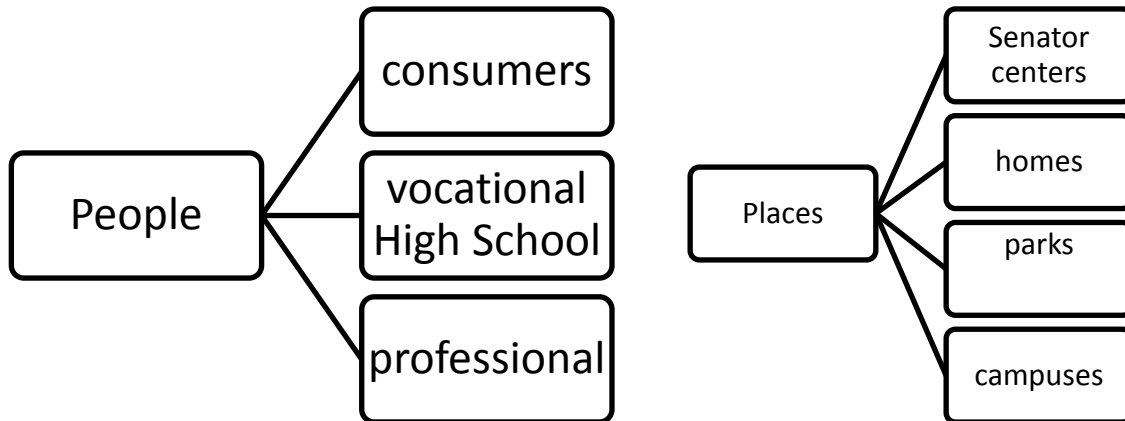 People
consumers
vocational
High School
professional
Places
Senator
centers
homes
parks
campuses